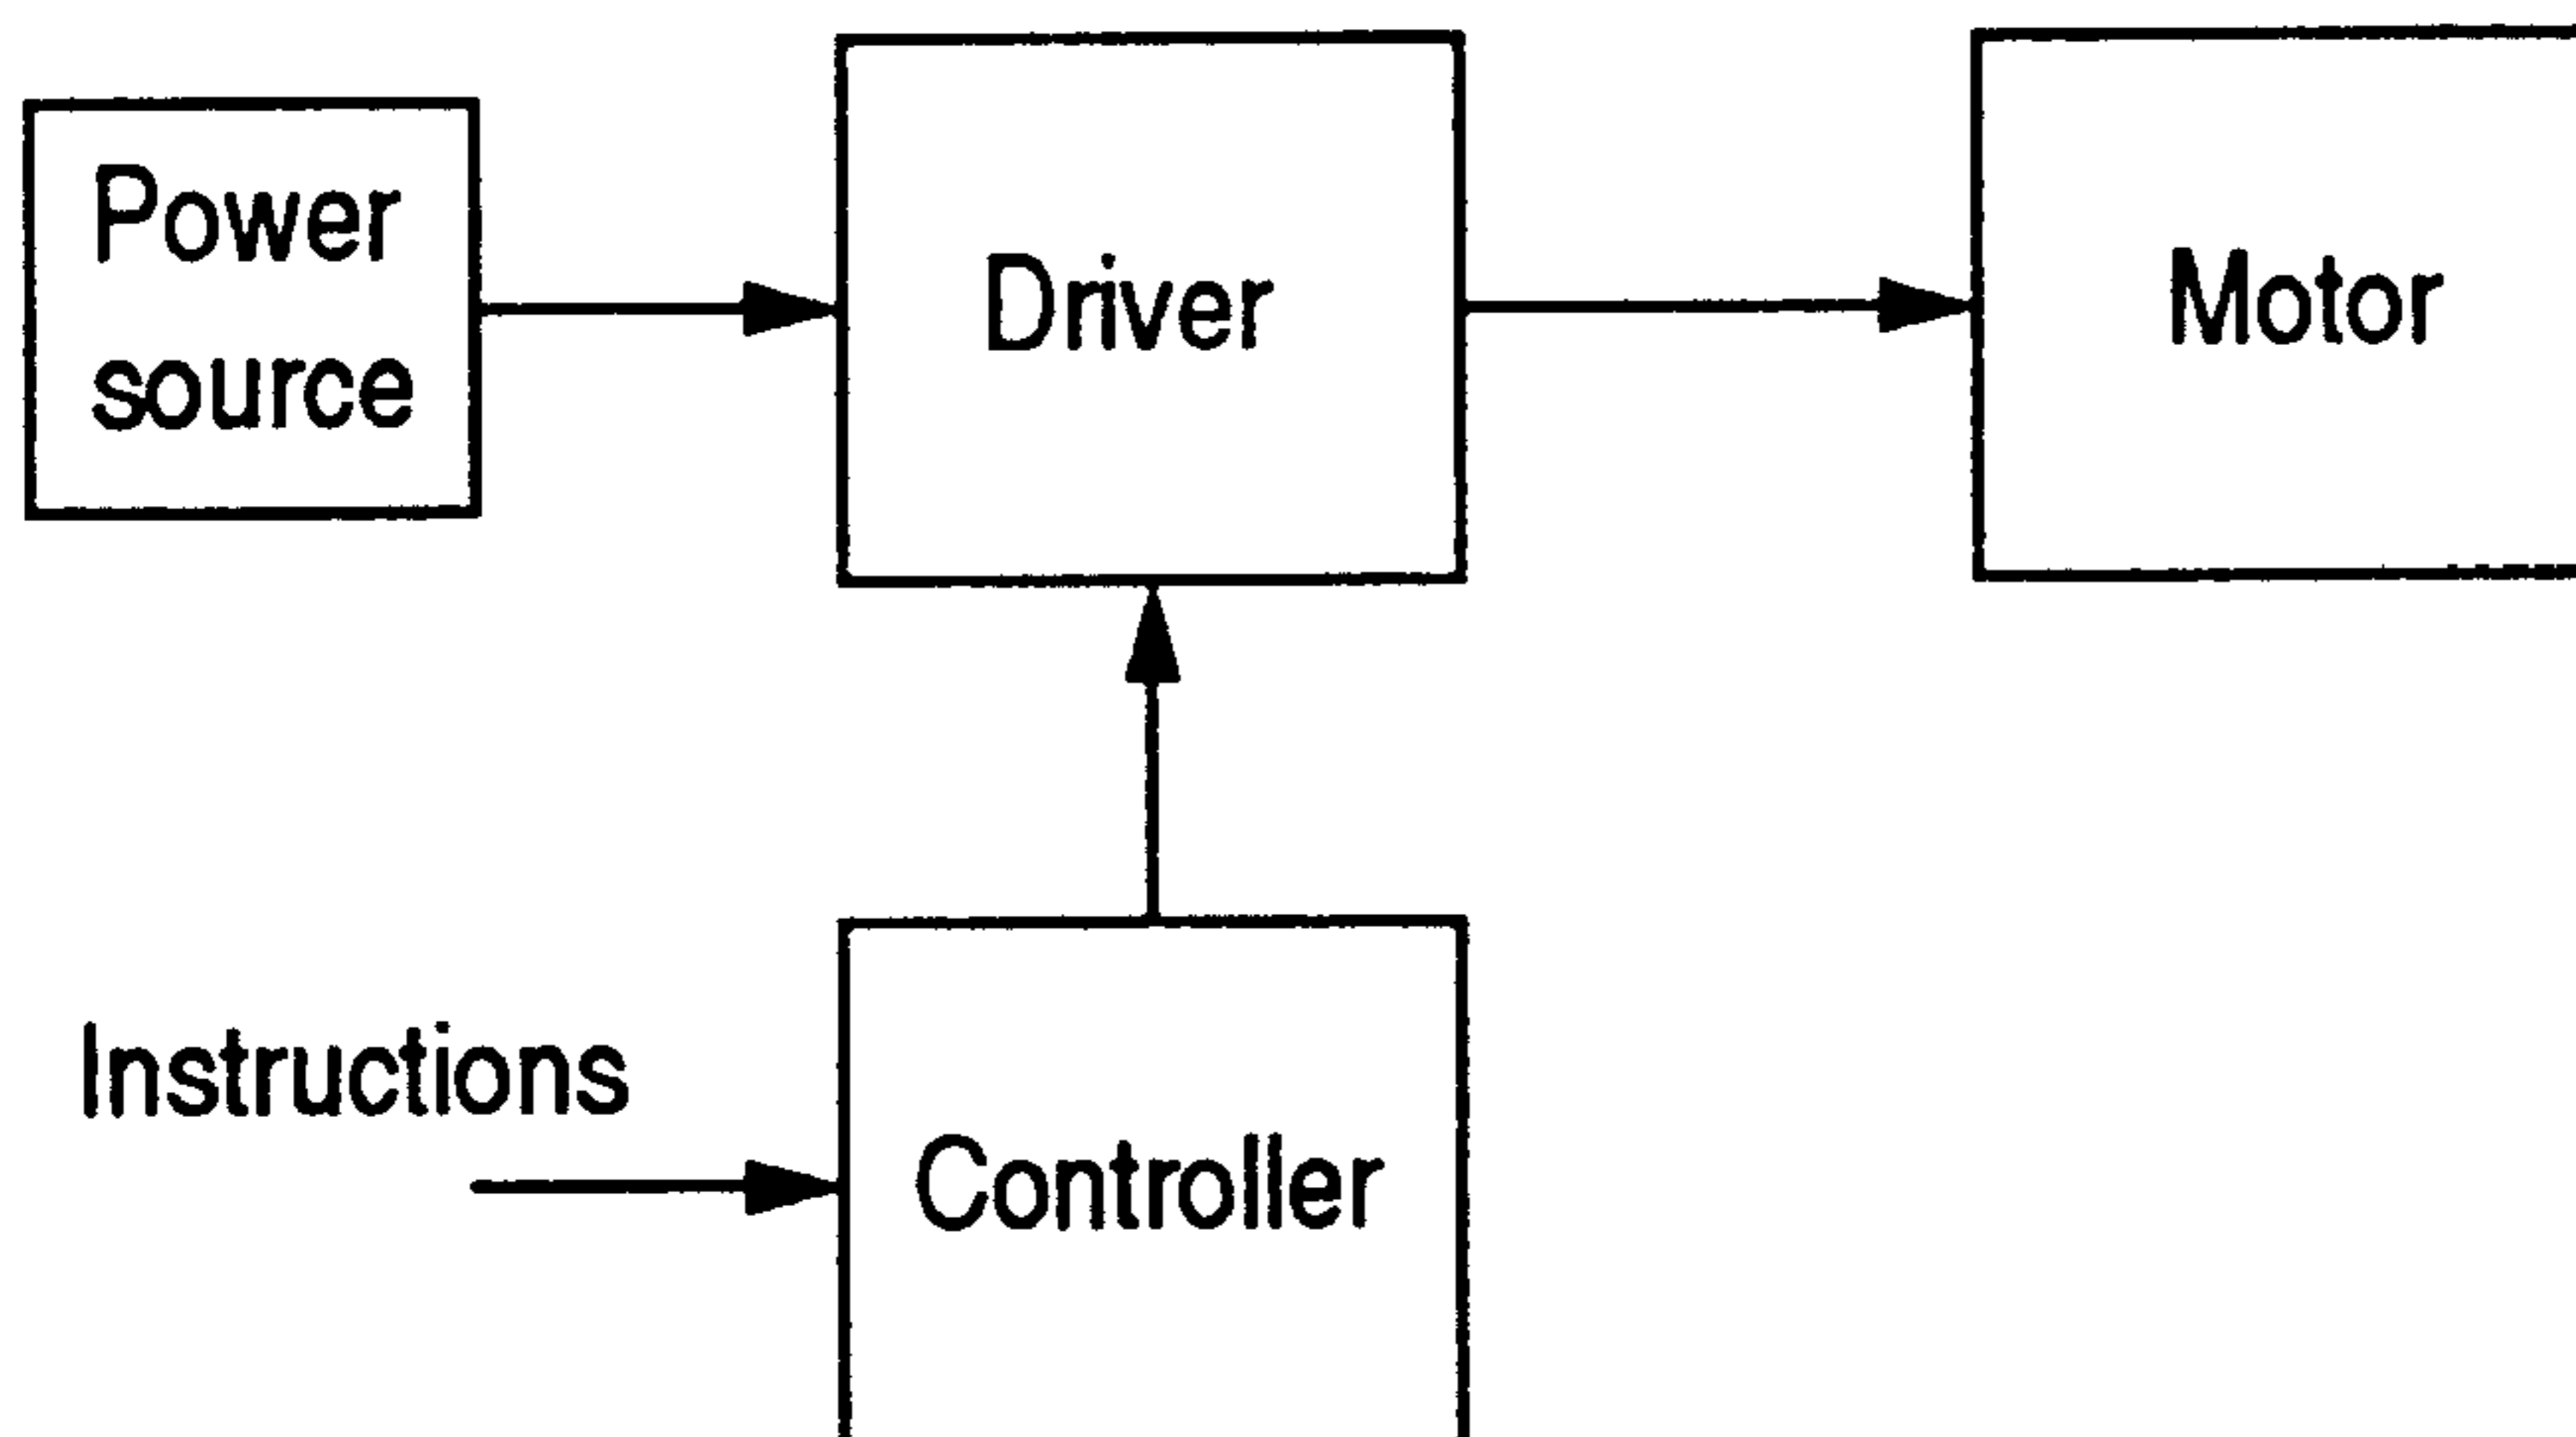 Power
source
Driver
Motor
Instructions
Controller